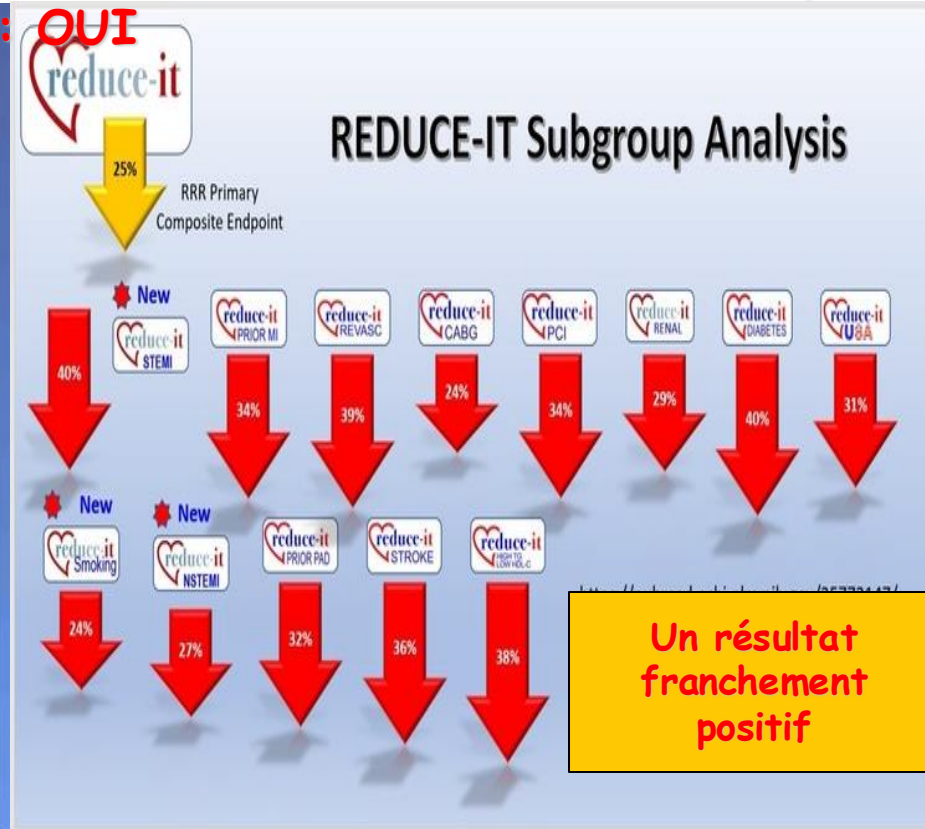 : OUI
reduce-it
25%
REDUCE-IT Subgroup Analysis
RRR Primary
Composite Endpoint
40%
New
reduce-it
STEMI
reduce-it
PRIOR MI
34%
reduce-it
REVASC
39%
reduce-it
CABG
24%
reduce-it
PCI
34%
reduce-it
RENAL
29%
reduce-it
DIABETES
40%
reduce-it
USA
31%
New
reduce-it
Smoking
24%
New
reduce-it
NSTEMI
27%
reduce-it
PRIOR PAD
32%
reduce-it
STROKE
36%
reduce-it
HIGH TG
LOW HDL-C
38%
Un résultat
franchement
positif